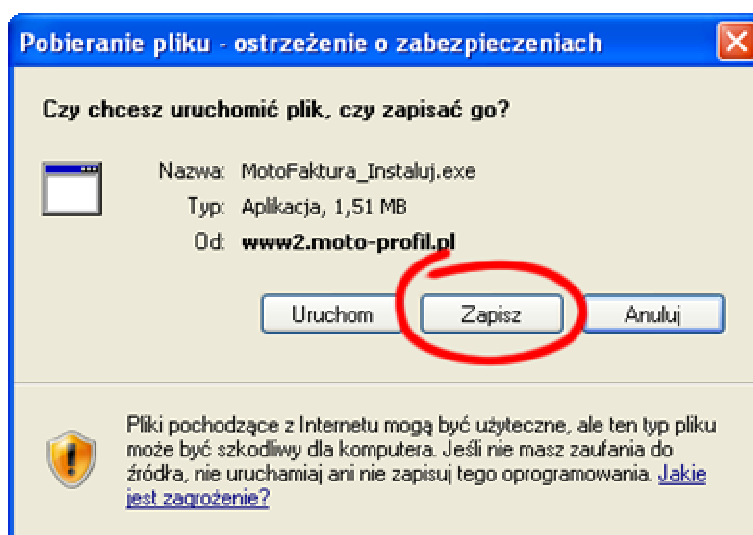 Pobieranie pliku - ostrzeżenie o zabezpieczeniach
Czy chcesz uruchomić plik, czy zapisać go?
Nazwa: MotoFaktura_Instaluj.exe
Typ: Aplikacja, 1,51 MB
Od: www2.moto-profil.pl
Uruchom Zapisz Anuluj
Pliki pochodzące z Internetu mogą być użyteczne, ale ten typ pliku
może być szkodliwy dla komputera. Jeśli nie masz zaufania do
źródła, nie uruchamiaj ani nie zapisuj tego oprogramowania. Jakie
jest zagrożenie?